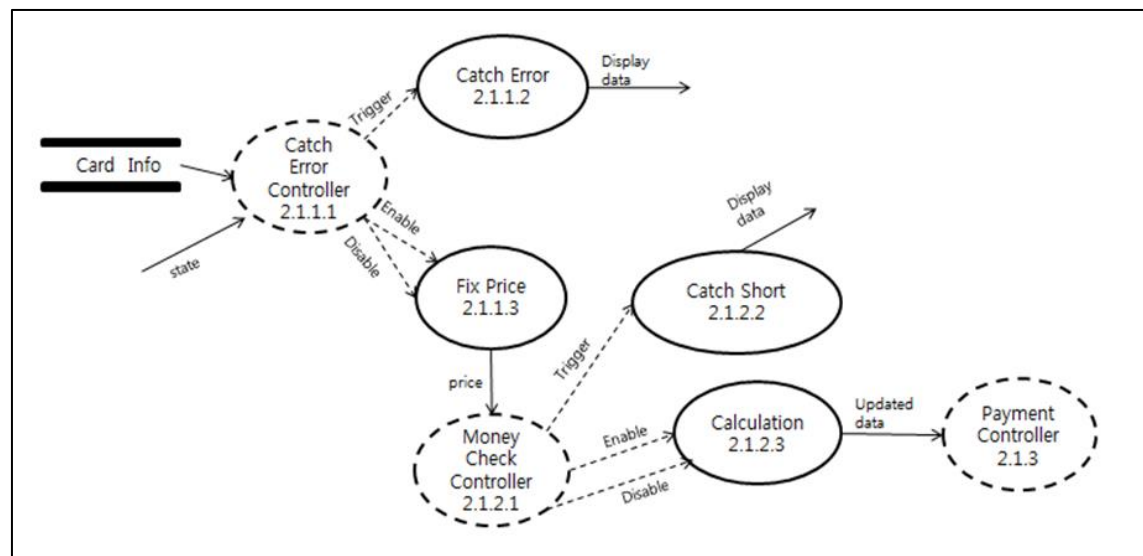 Catch Error
2.1.1.2
Display
data
Trigger
Card Info
Catch
Error
Controller
2.1.1.1
Enable
Disable
state
Fix Price
2.1.1.3
Display
data
Catch Short
2.1.2.2
Trigger
price
Money
Check
Controller
2.1.2.1
Enable
Disable
Calculation
2.1.2.3
Updated
data
Payment
Controller
2.1.3